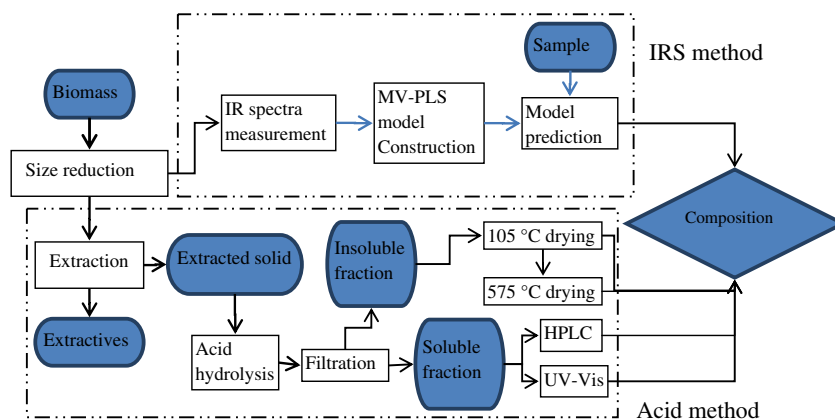 Sample
IRS method
Biomass
IR spectra
measurement
MV-PLS
model
Construction
Model
prediction
Size reduction
Composition
Insoluble
fraction
105 °C drying
Extraction
Extracted solid
575 °C drying
Extractives
Acid
hydrolysis
Filtration
Soluble
fraction
HPLC
UV-Vis
Acid method